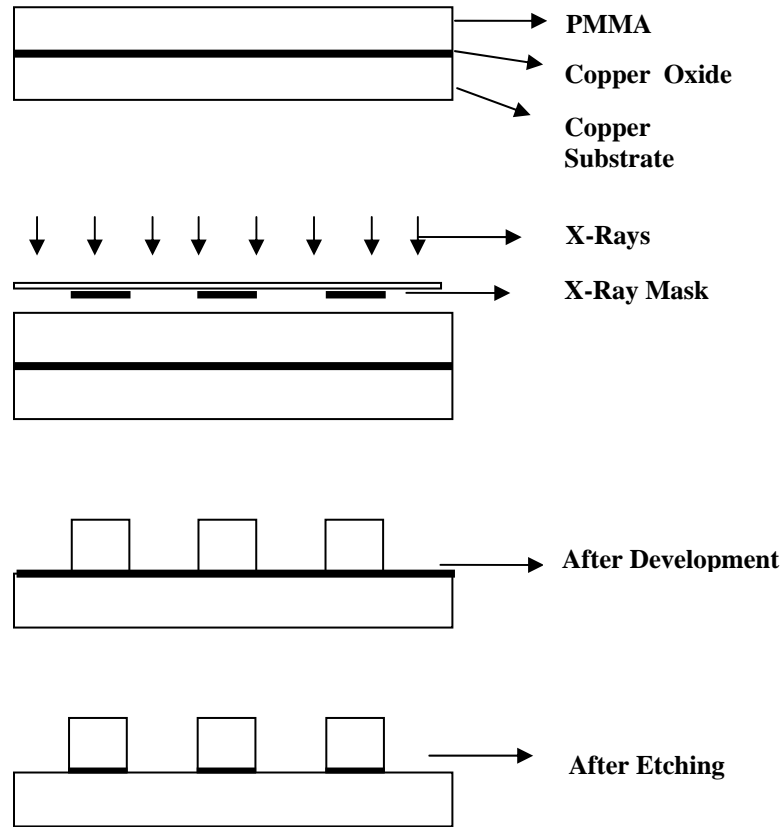 PMMA
Copper Oxide
Copper
Substrate
X-Rays
X-Ray Mask
After Development
After Etching